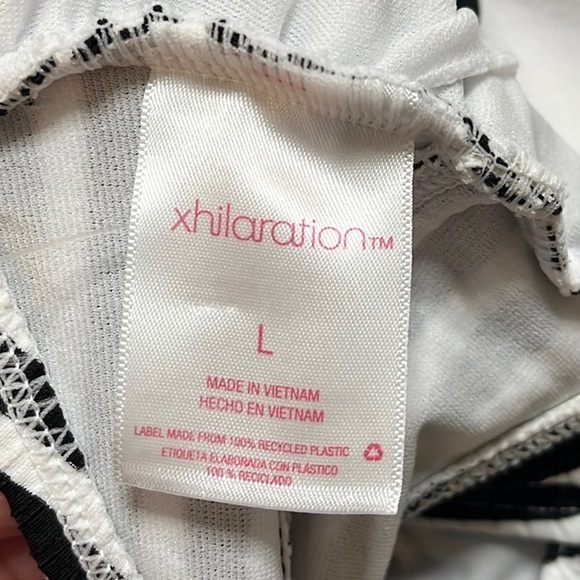 xhilaration™
L
MADE IN VIETNAM
HECHO EN VIETNAM
LABEL MADE FROM 100% RECYCLED PLASTIC
ETIQUETA ELABORADA CON PLÁSTICO
100 % RECICLADO